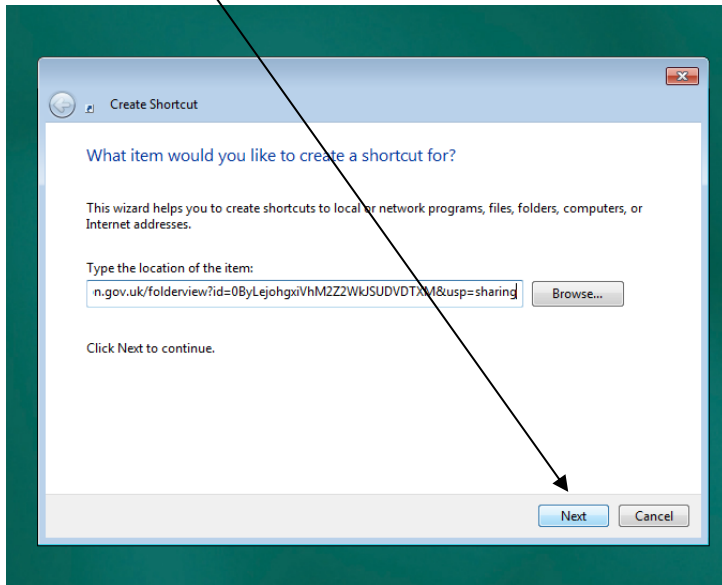 Create Shortcut
What item would you like to create a shortcut for?
This wizard helps you to create shortcuts to local or network programs, files, folders, computers, or
Internet addresses.
Type the location of the item:
n.gov.uk/folderview?id=0ByLejohgxiVhM2Z2WkJSUDVDTXM&usp=sharing
Browse...
Click Next to continue.
Next
Cancel